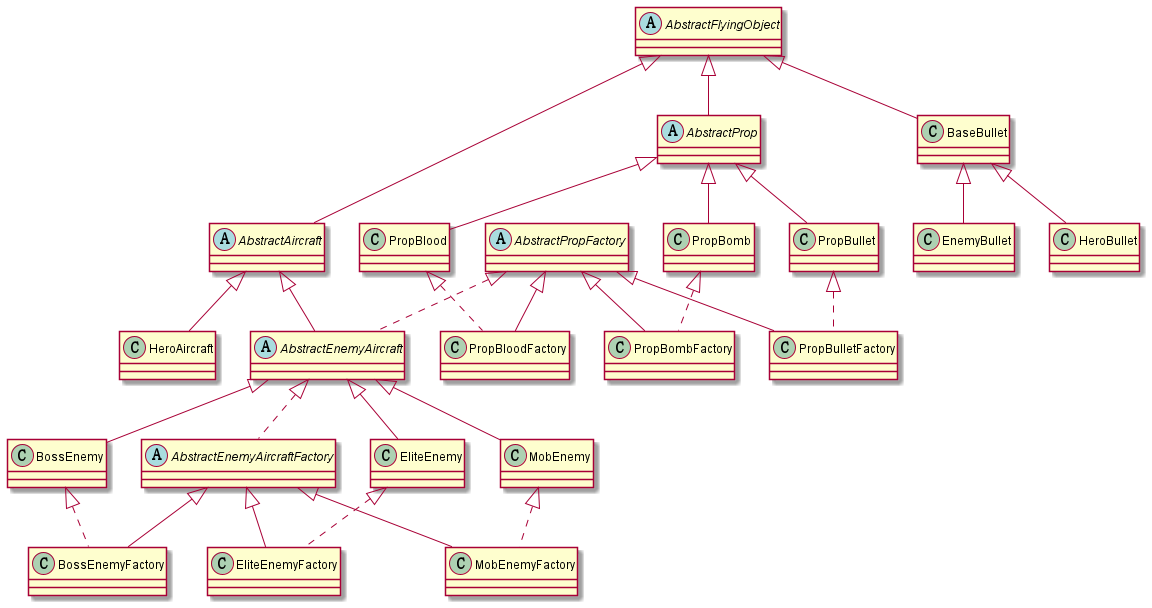 A AbstractFlyingObject
A AbstractProp
C BaseBullet
A AbstractAircraft
C PropBlood
A AbstractPropFactory
C PropBomb
C PropBullet
C EnemyBullet
C HeroBullet
C HeroAircraft
A AbstractEnemyAircraft
C PropBloodFactory
C PropBombFactory
C PropBulletFactory
C BossEnemy
A AbstractEnemyAircraftFactory
C EliteEnemy
C MobEnemy
C BossEnemyFactory
C EliteEnemyFactory
C MobEnemyFactory